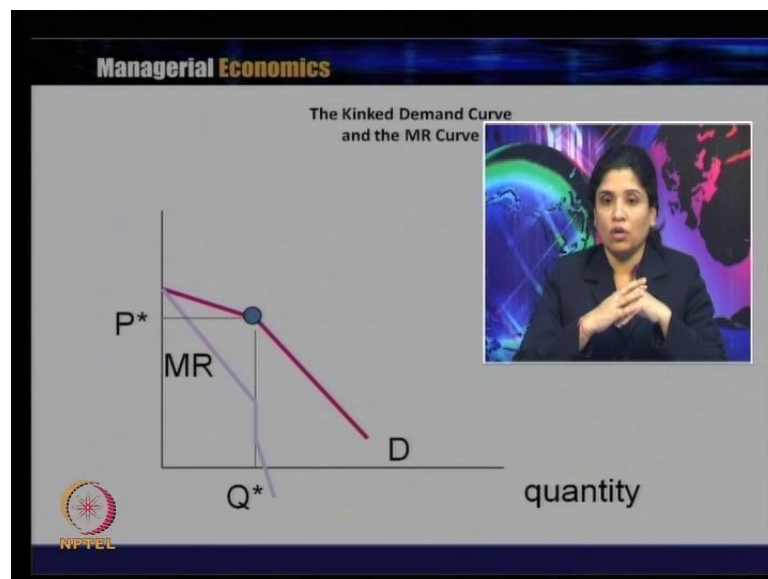 Managerial Economics
The Kinked Demand Curve
and the MR Curve
P*
MR
D
Q*
quantity
NPTEL